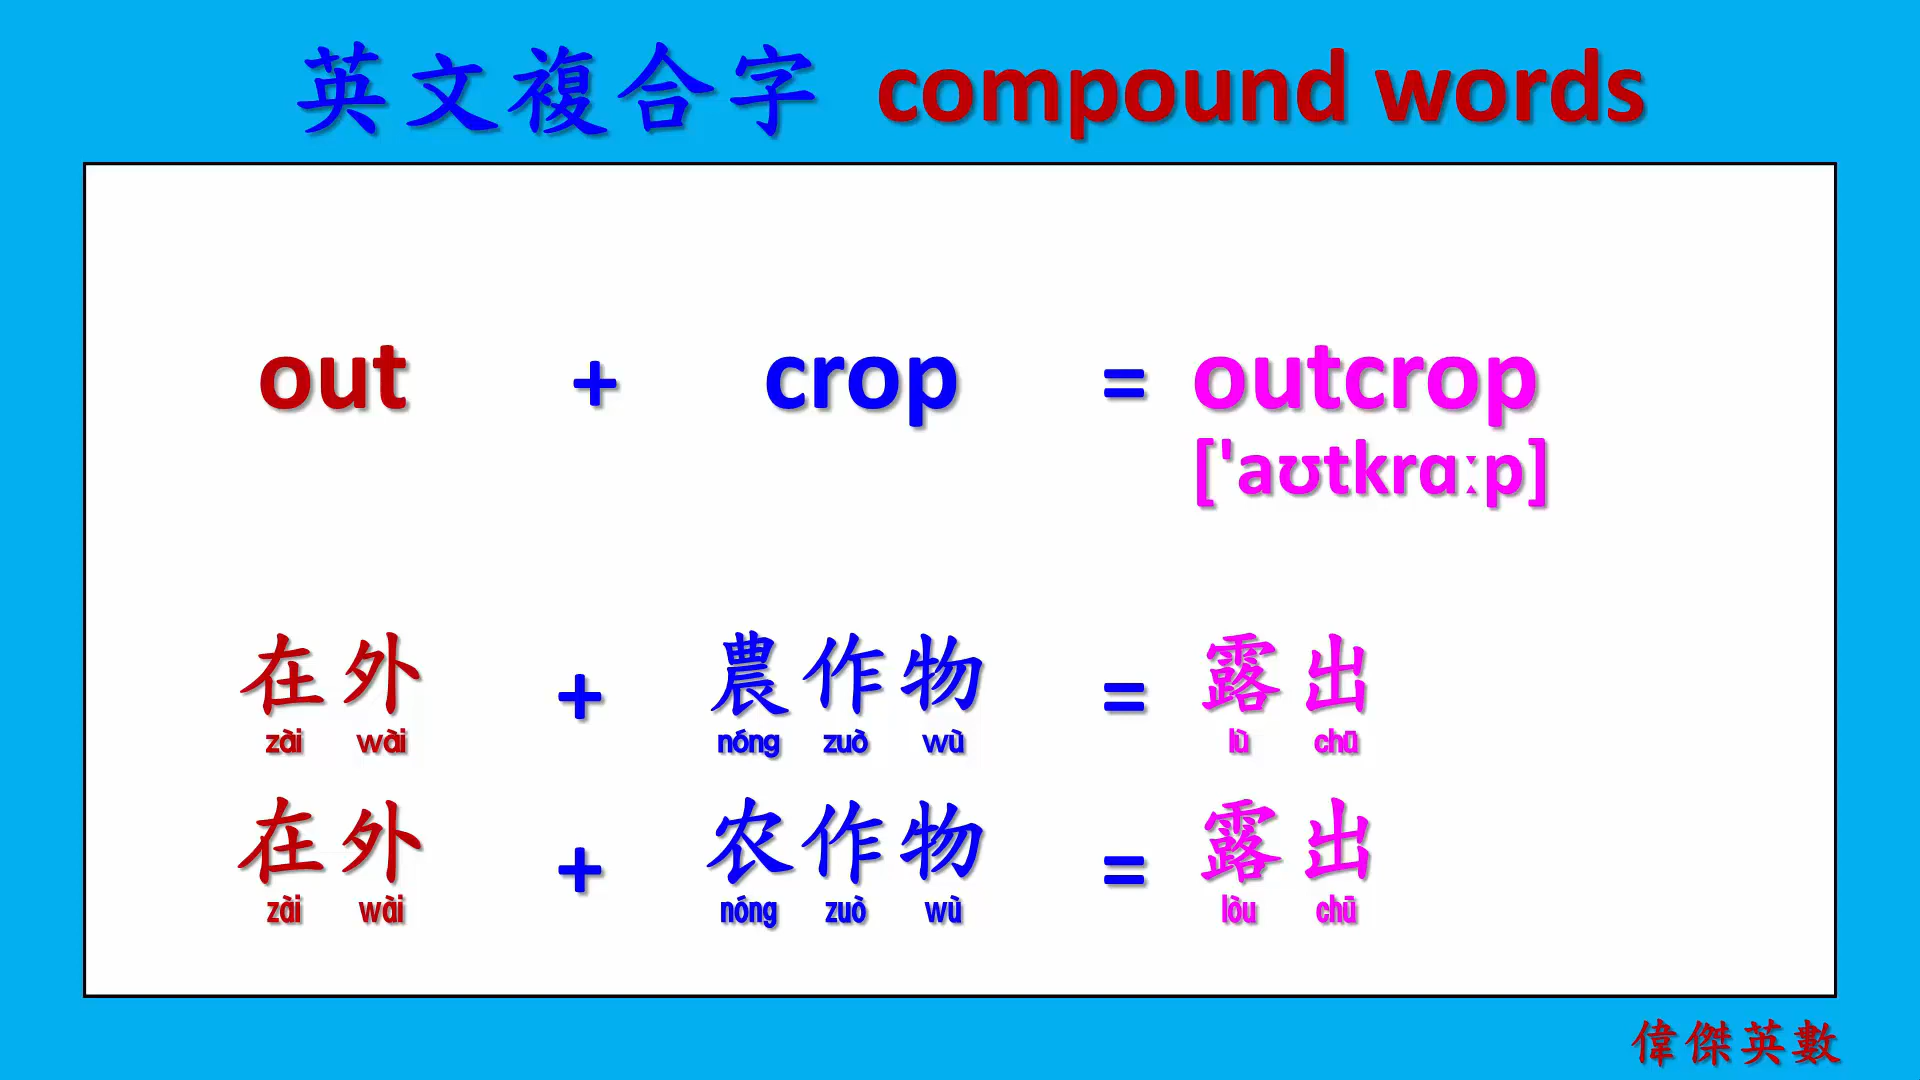 英文複合字 compound words
out + crop = outcrop
['aʊtkrɑːp]
在外 + 農作物 = 露出
zài wài nóng zuò wù lù chū
在外 + 农作物 = 露出
zài wài nóng zuò wù lòu chū
偉傑英數